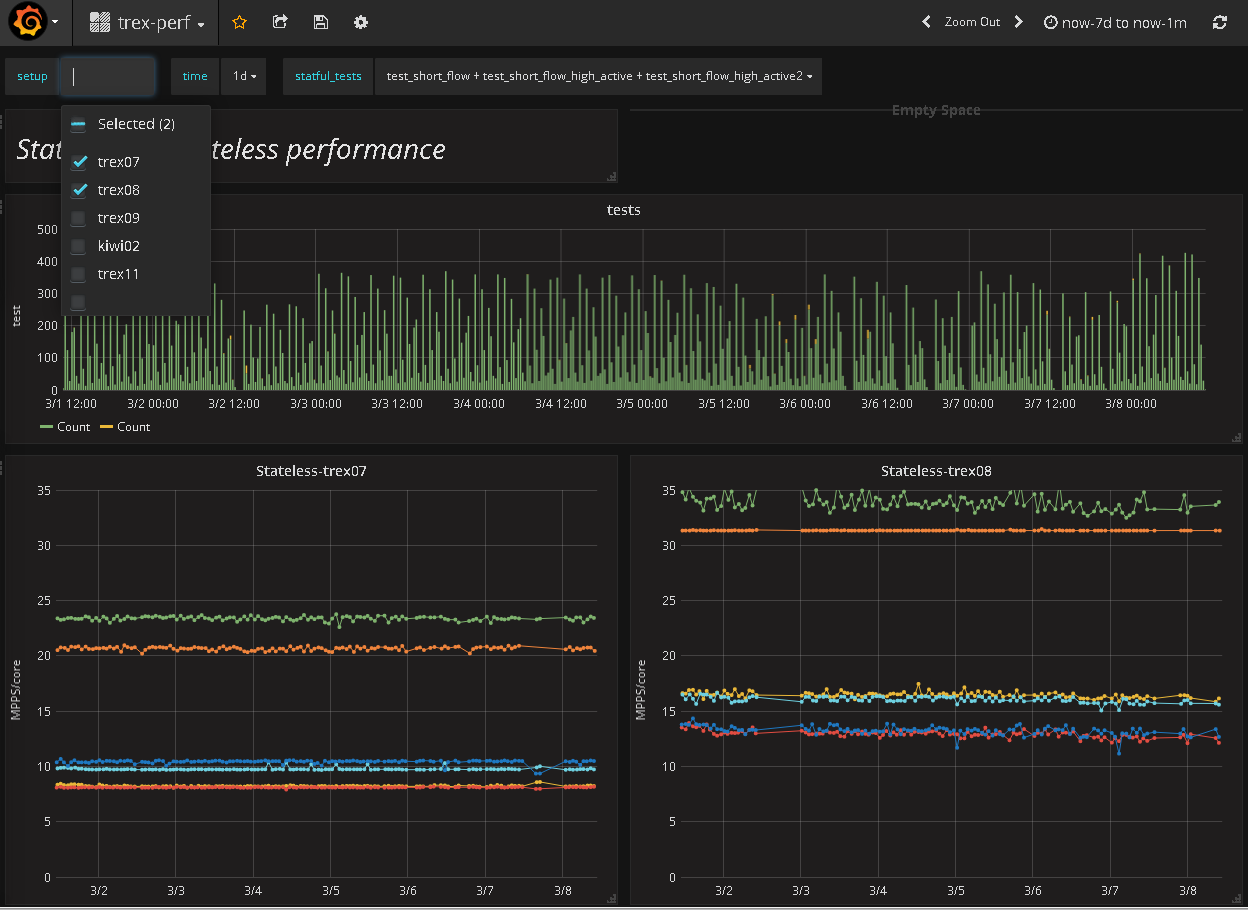 trex-perf
Zoom Out
now-7d to now-1m
setup
time
1d
statful_tests
test_short_flow + test_short_flow_high_active + test_short_flow_high_active2
Selected (2)
trex07
trex08
trex09
kiwi02
trex11
Empty Space
Stat
teless performance
tests
500
400
300
200
100
0
test
3/1 12:00 3/2 00:00 3/2 12:00 3/3 00:00 3/3 12:00 3/4 00:00 3/4 12:00 3/5 00:00 3/5 12:00 3/6 00:00 3/6 12:00 3/7 00:00 3/7 12:00 3/8 00:00
Count Count
Stateless-trex07
35
30
25
20
15
10
5
0
MPPS/core
3/2 3/3 3/4 3/5 3/6 3/7 3/8
Stateless-trex08
35
30
25
20
15
10
5
0
MPPS/core
3/2 3/3 3/4 3/5 3/6 3/7 3/8